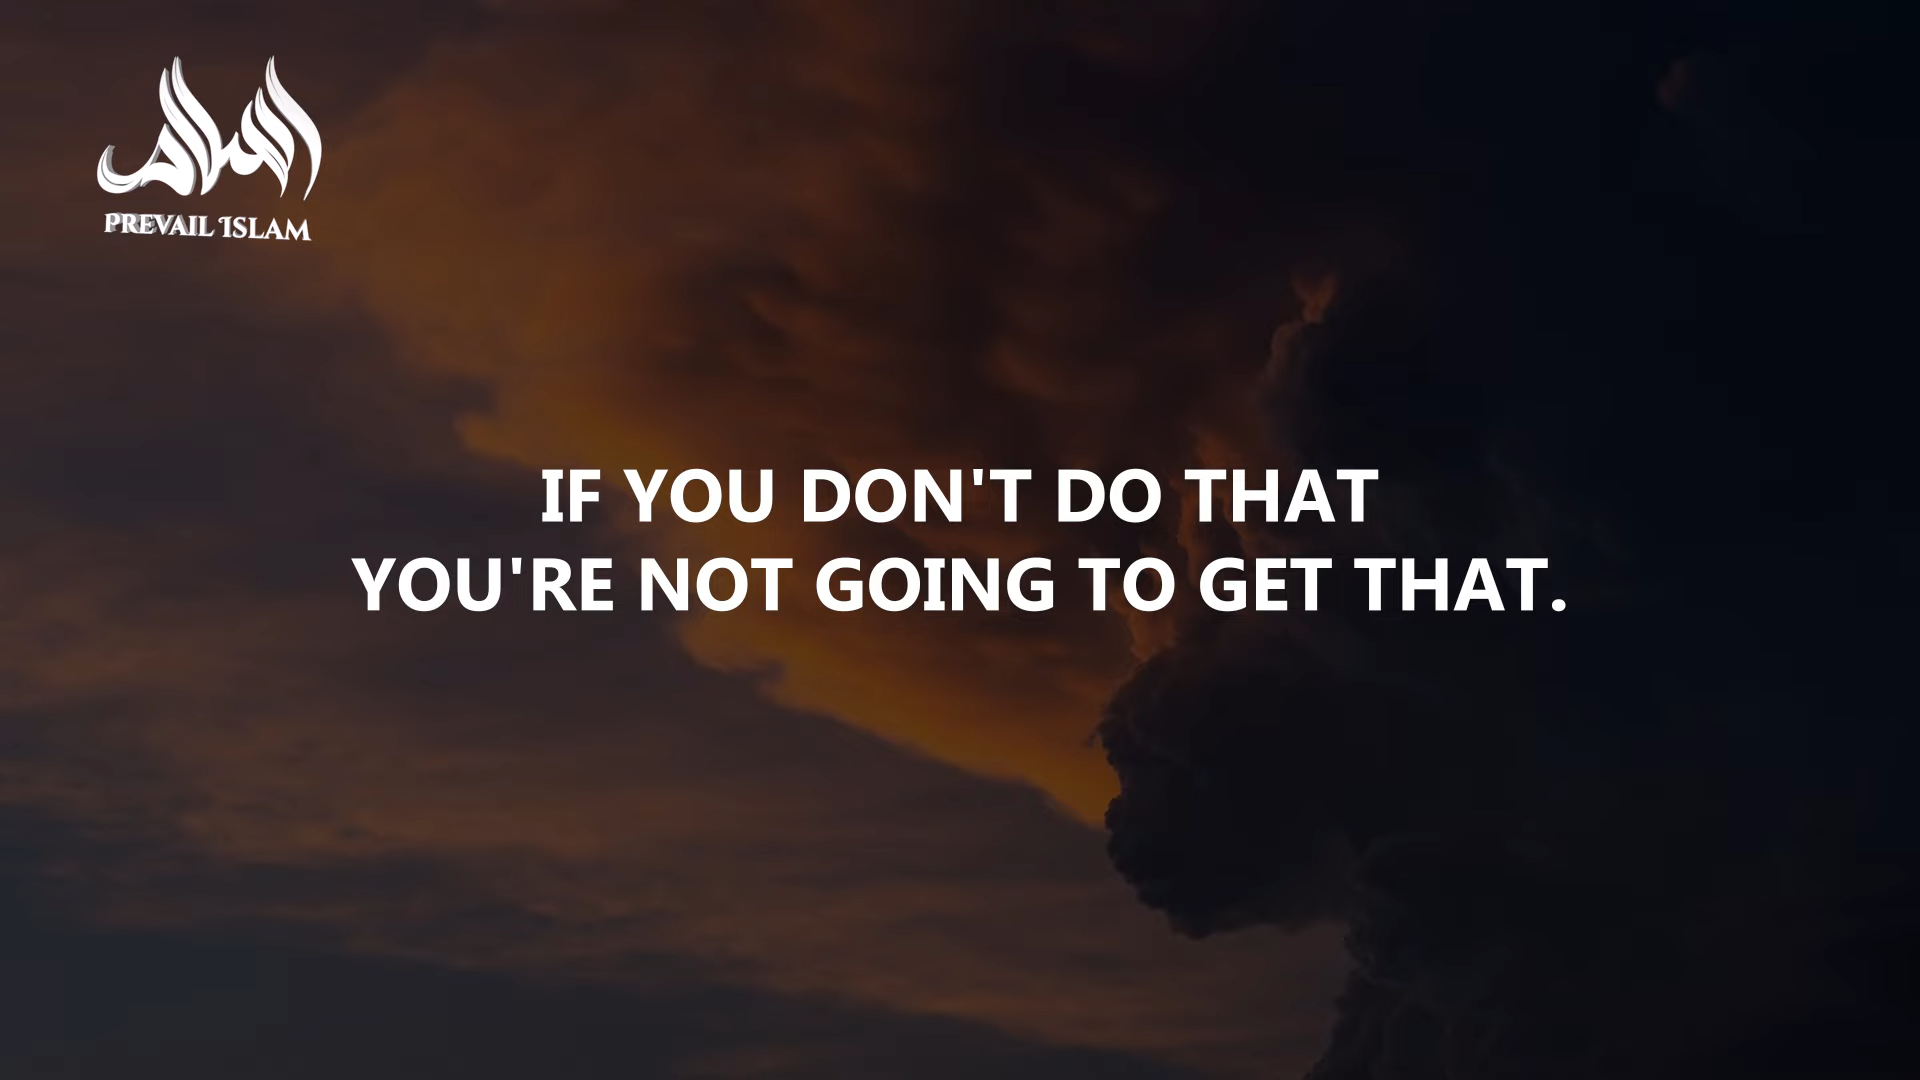 PREVAIL ISLAM
IF YOU DON'T DO THAT
YOU'RE NOT GOING TO GET THAT.